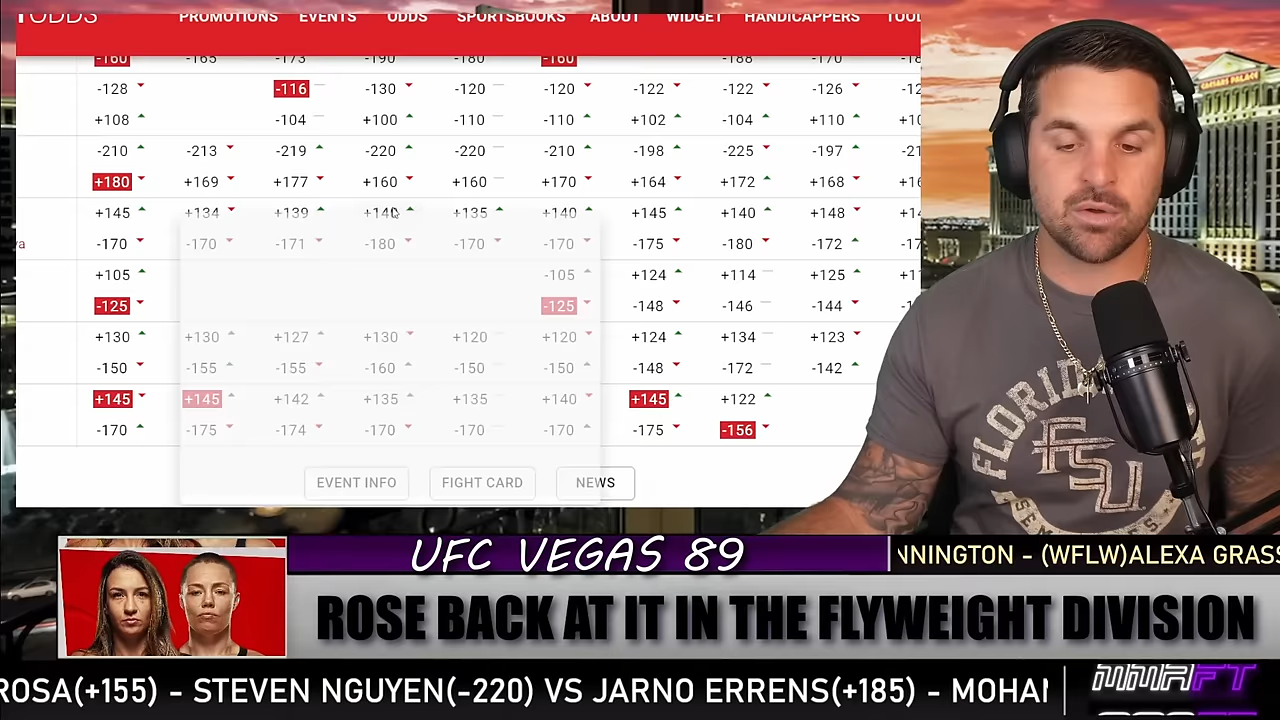 ODDS
PROMOTIONS EVENTS ODDS SPORTSBOOKS ABOUT WIDGET HANDICAPPERS
-160 -165 -173 -190 -180 -160 -188 -170
-128 -116 -130 -120 -120 -122 -122 -126
+108 -104 +100 -110 -110 +102 -104 +110
-210 -213 -219 -220 -220 -210 -198 -225 -197
+180 +169 +177 +160 +160 +170 +164 +172 +168
+145 +134 +139 +140 +135 +140 +145 +140 +148
-170 -170 -171 -180 -170 -170 -175 -180 -172
+105 -105 +124 +114 +125
-125 -125 -148 -146 -144
+130 +130 +127 +130 +120 +120 +124 +134 +123
-150 -155 -155 -160 -150 -150 -148 -172 -142
+145 +145 +142 +135 +135 +140 +145 +122
-170 -175 -174 -170 -170 -170 -175 -156
EVENT INFO FIGHT CARD NEWS
CAESARS PALACE
FLORIDA
FSU
UFC VEGAS 89
NNINGTON - (WFLW)ALEXA GRASS
ROSE BACK AT IT IN THE FLYWEIGHT DIVISION
ROSA(+155) - STEVEN NGUYEN(-220) VS JARNO ERRENS(+185) - MOHA
MMAFT